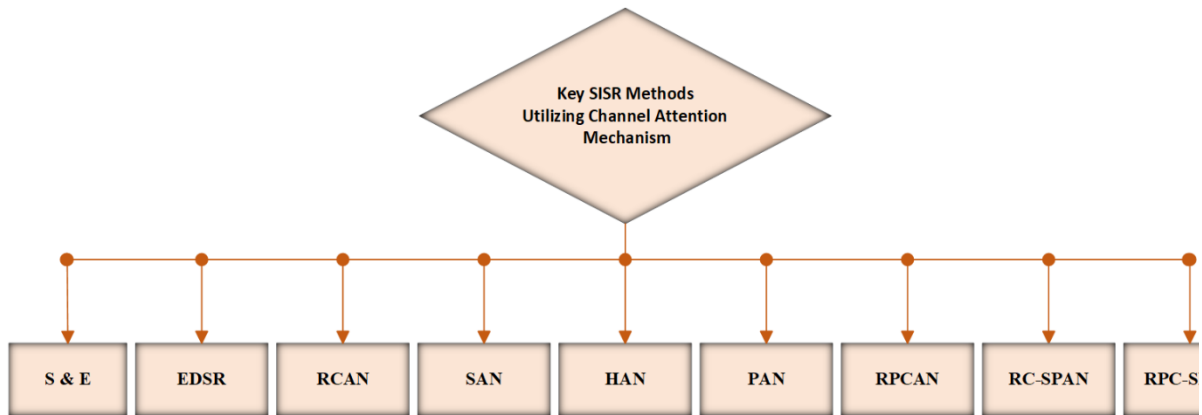 Key SISR Methods
Utilizing Channel Attention
Mechanism
S & E
EDSR
RCAN
SAN
HAN
PAN
RPCAN
RC-SPAN